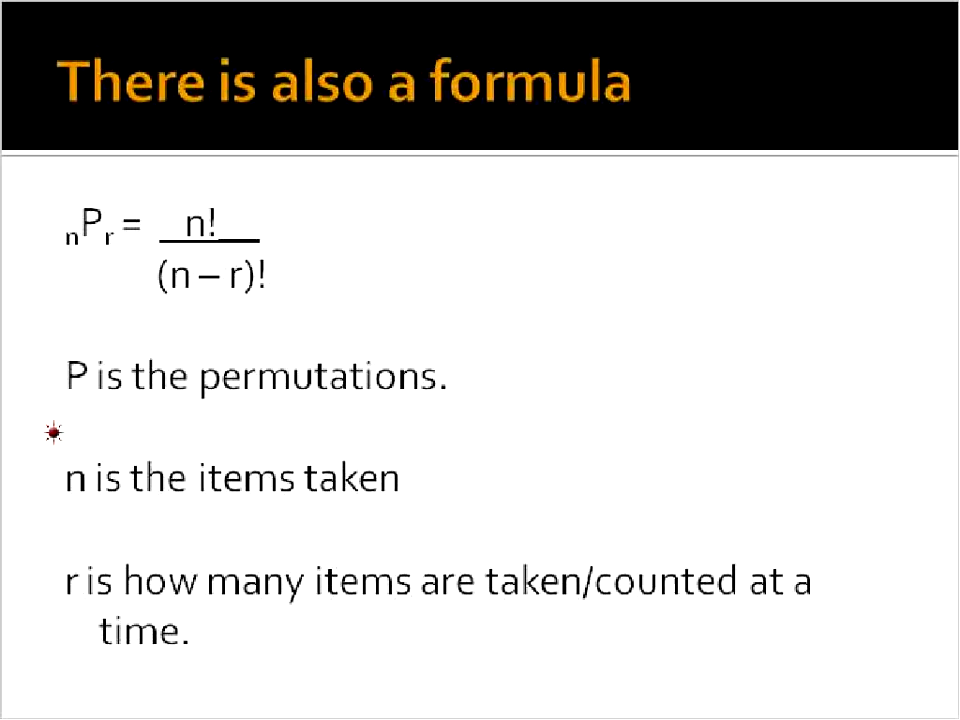 There is also a formula
nPr = n!
(n – r)!
P is the permutations.
n is the items taken
r is how many items are taken/counted at a
time.